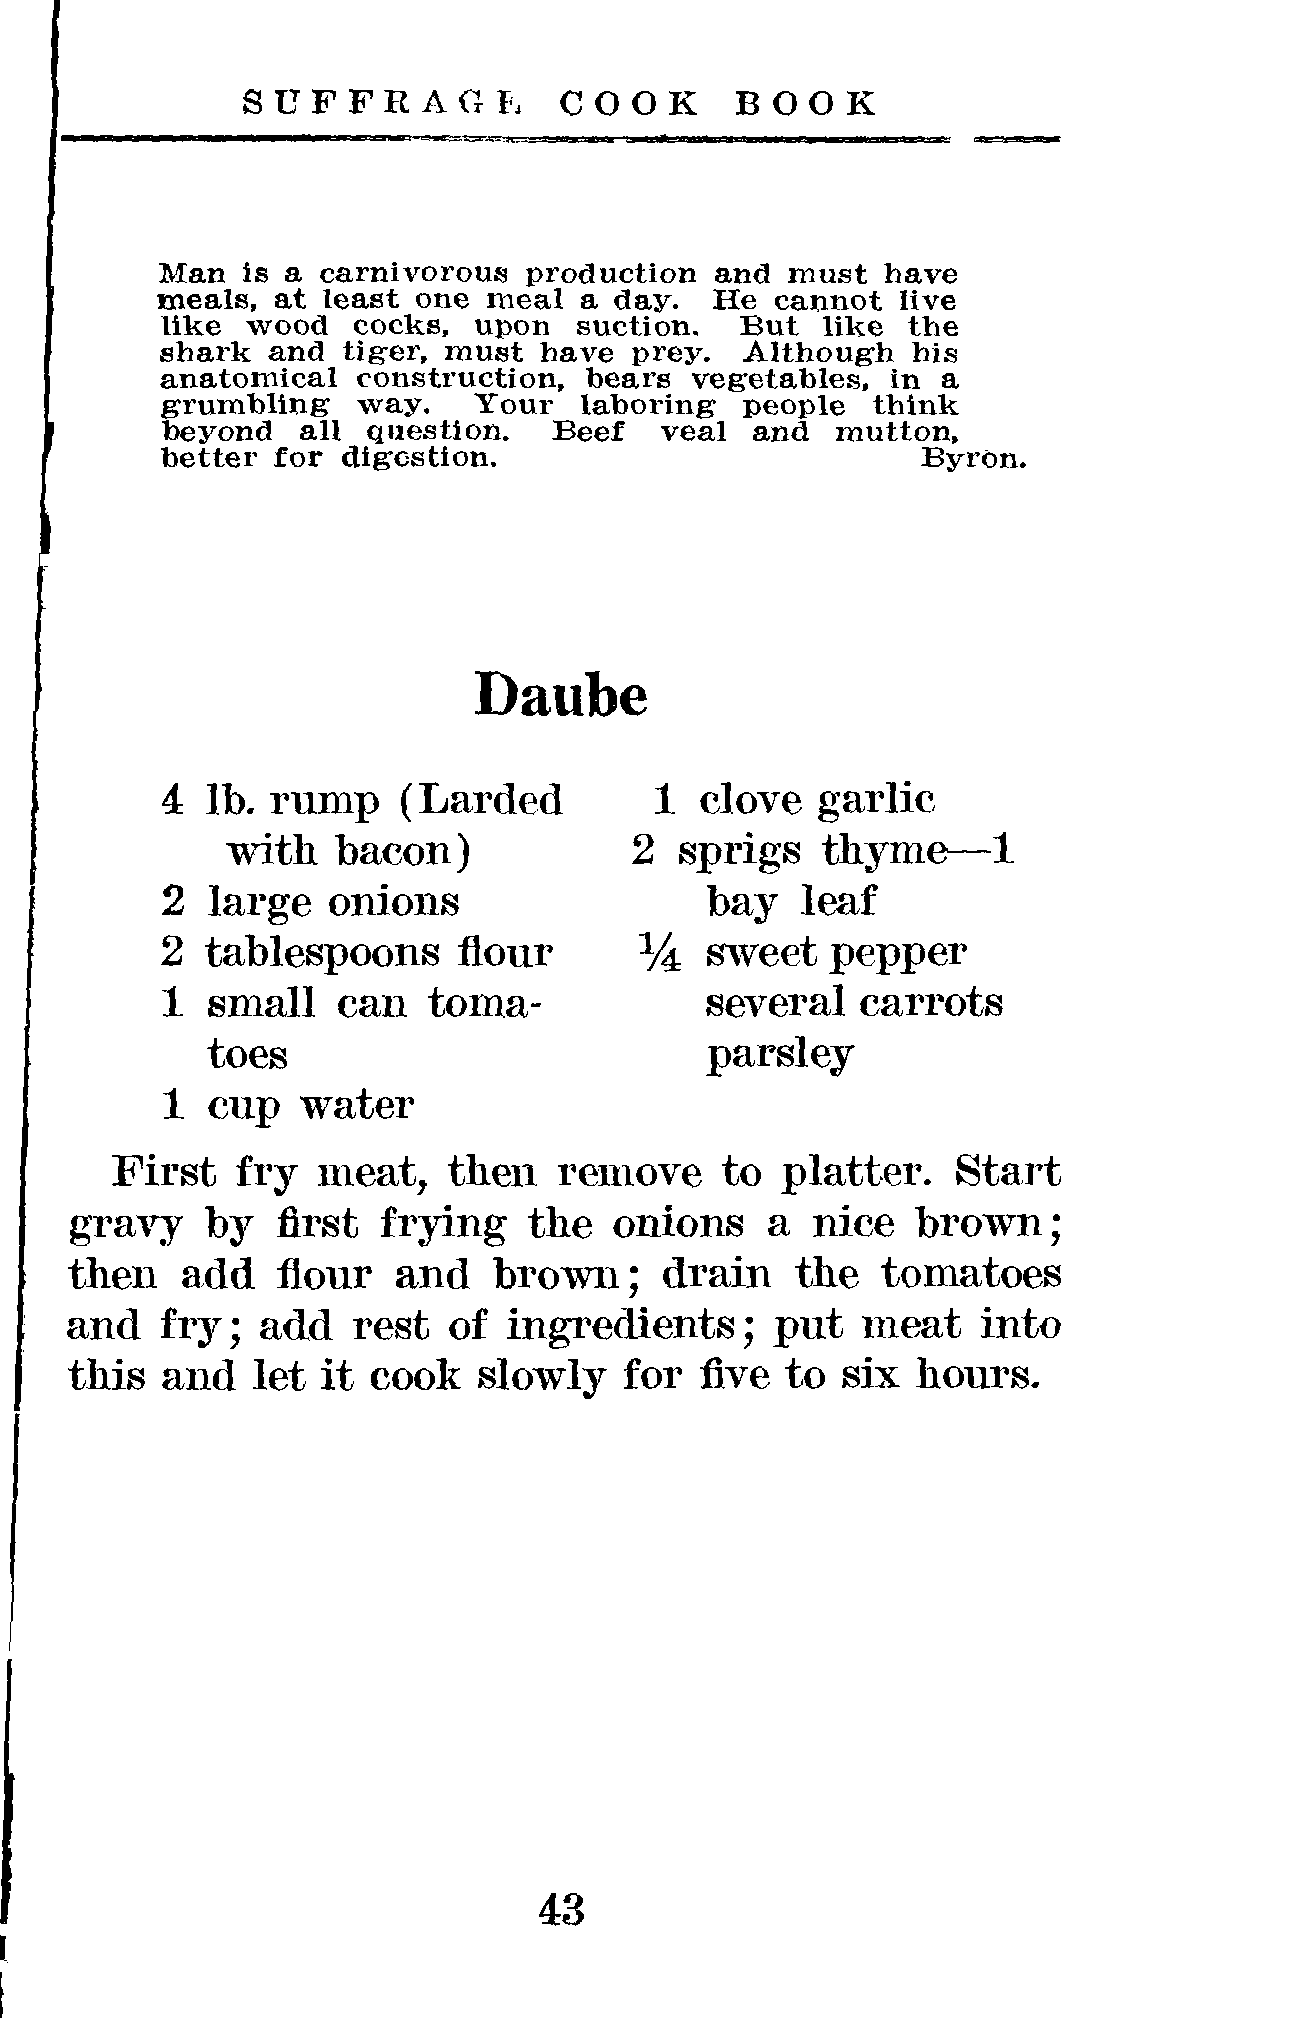 SUFFRAGE COOK BOOK
Man is a carnivorous production and must have
meals, at least one meal a day. He cannot live
like wood cocks, upon suction. But like the
shark and tiger, must have prey. Although his
anatomical construction, bears vegetables, in a
grumbling way. Your laboring people think
beyond all question. Beef veal and mutton,
better for digestion. Byron.
Daube
4 lb. rump (Larded
with bacon)
2 large onions
2 tablespoons flour
1 small can toma-
toes
1 cup water
1 clove garlic
2 sprigs thyme—1
bay leaf
¼ sweet pepper
several carrots
parsley
First fry meat, then remove to platter. Start
gravy by first frying the onions a nice brown;
then add flour and brown; drain the tomatoes
and fry; add rest of ingredients; put meat into
this and let it cook slowly for five to six hours.
43